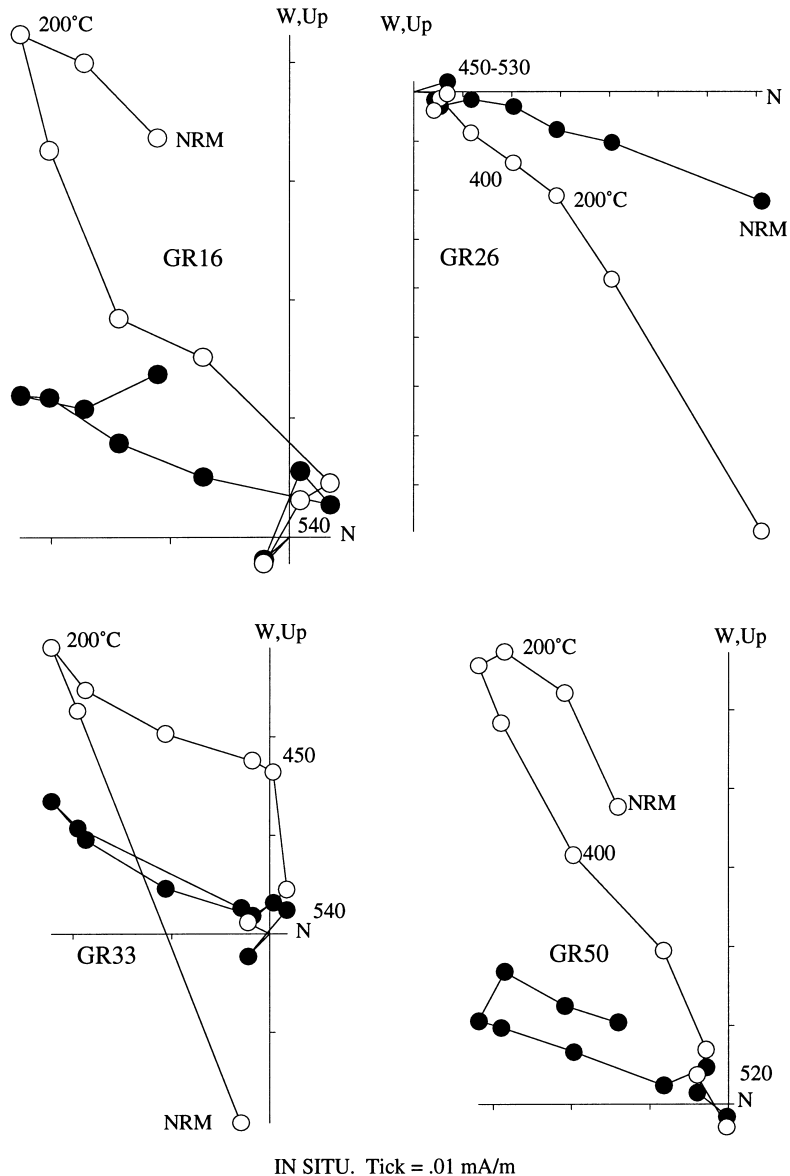 200°C
W,Up
NRM
GR16
540
N
W,Up
450-530
N
400
200°C
NRM
GR26
200°C
W,Up
450
540
N
GR33
NRM
200°C
W,Up
NRM
400
GR50
520
N
IN SITU. Tick = .01 mA/m